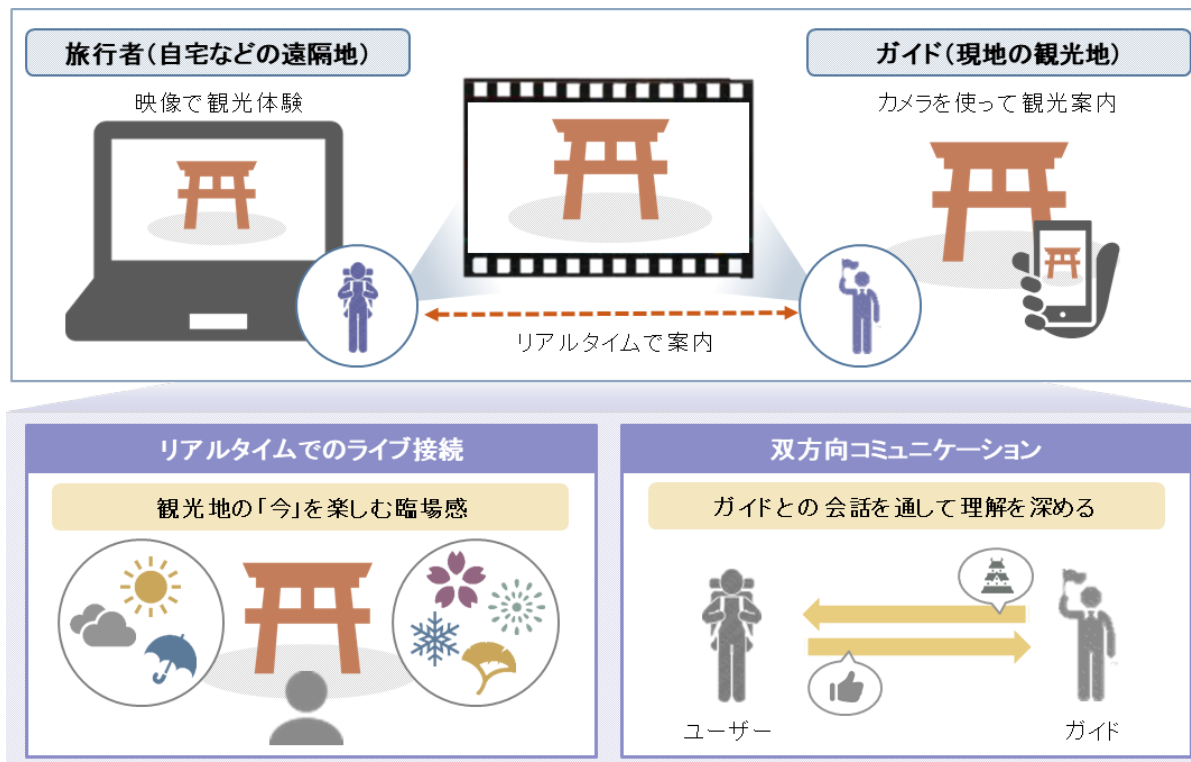 旅行者（自宅などの遠隔地）
映像で観光体験
ガイド（現地の観光地）
カメラを使って観光案内
リアルタイムで案内
リアルタイムでのライブ接続
観光地の「今」を楽しむ臨場感
双方向コミュニケーション
ガイドとの会話を通して理解を深める
ユーザー
ガイド